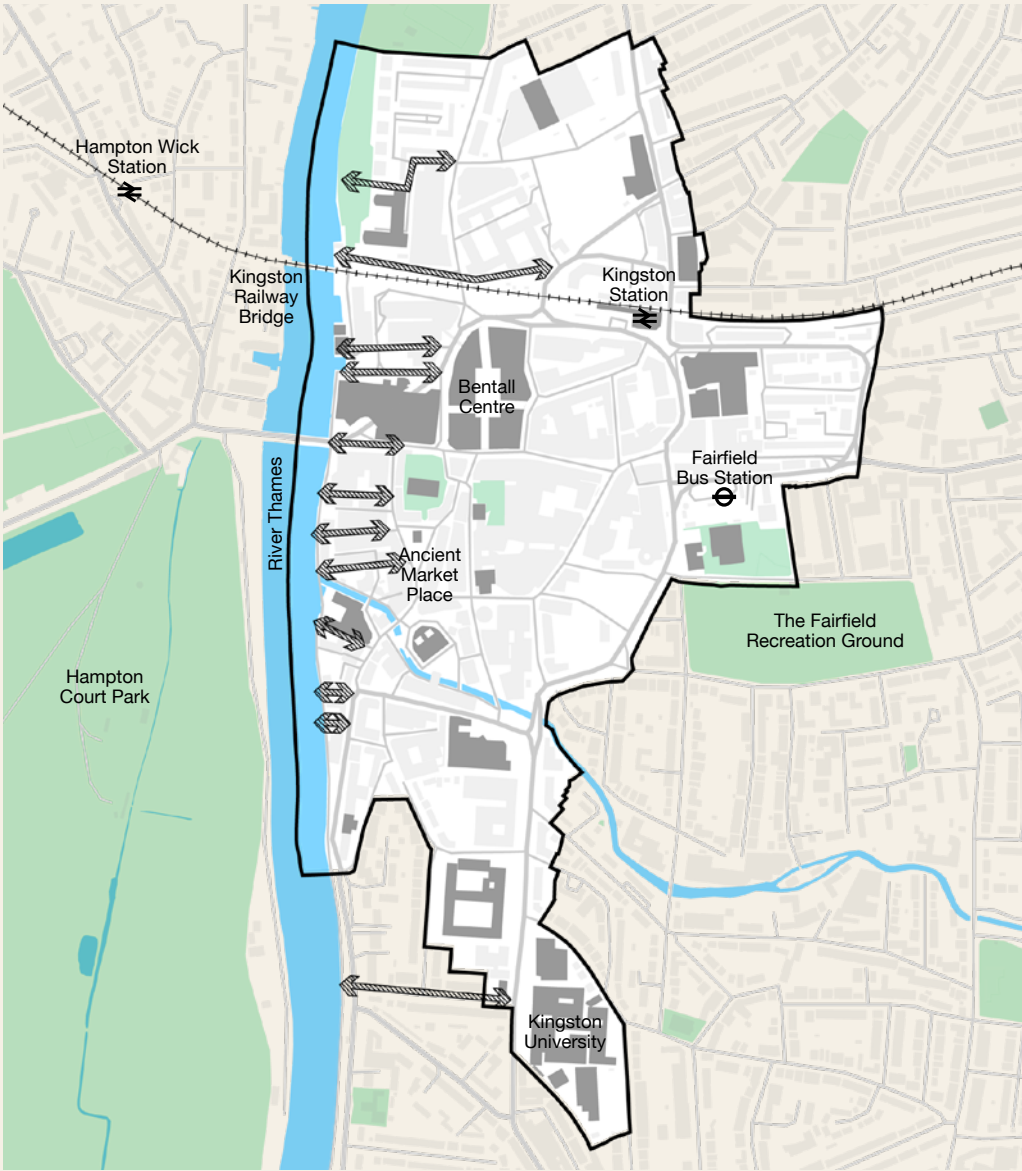 Hampton Wick
Station
Kingston
Railway
Bridge
Kingston
Station
Bentall
Centre
Fairfield
Bus Station
River Thames
Ancient
Market
Place
The Fairfield
Recreation Ground
Hampton
Court Park
Kingston
University